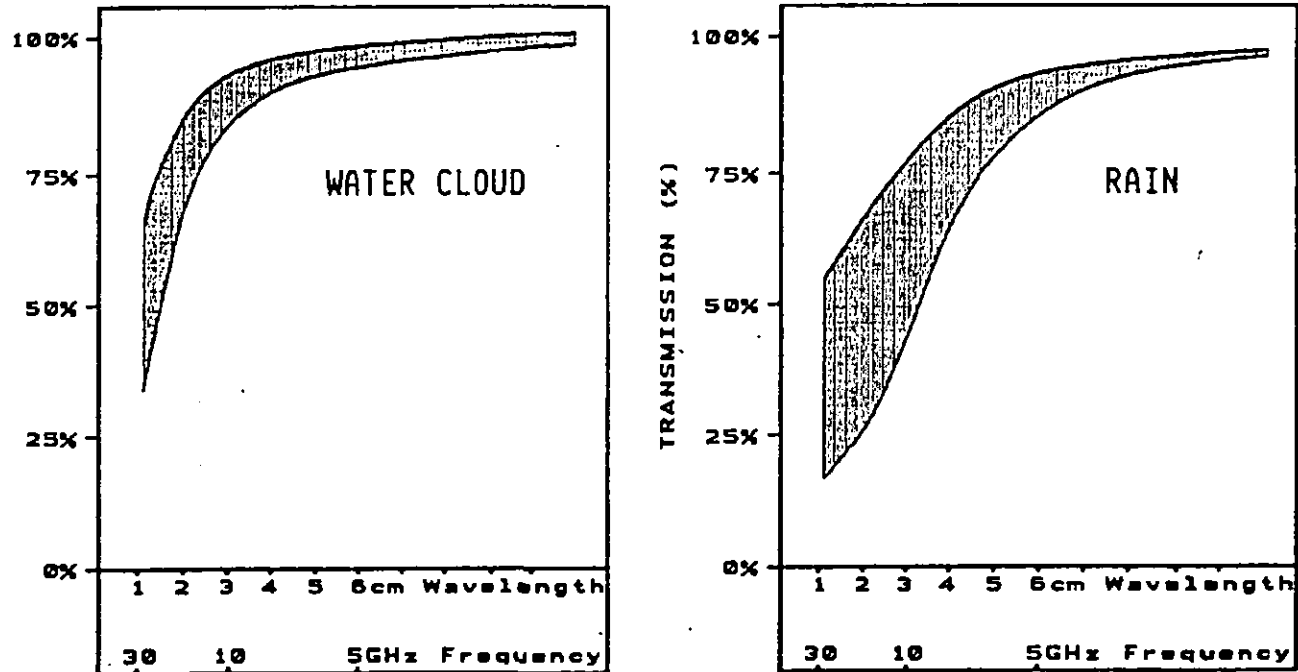 100%
75%
50%
25%
0%
WATER CLOUD
1 2 3 4 5 6cm Wavelength
30 10 5GHz Frequency
TRANSMISSION (%)
100%
75%
50%
25%
0%
RAIN
1 2 3 4 5 6cm Wavelength
30 10 5GHz Frequency